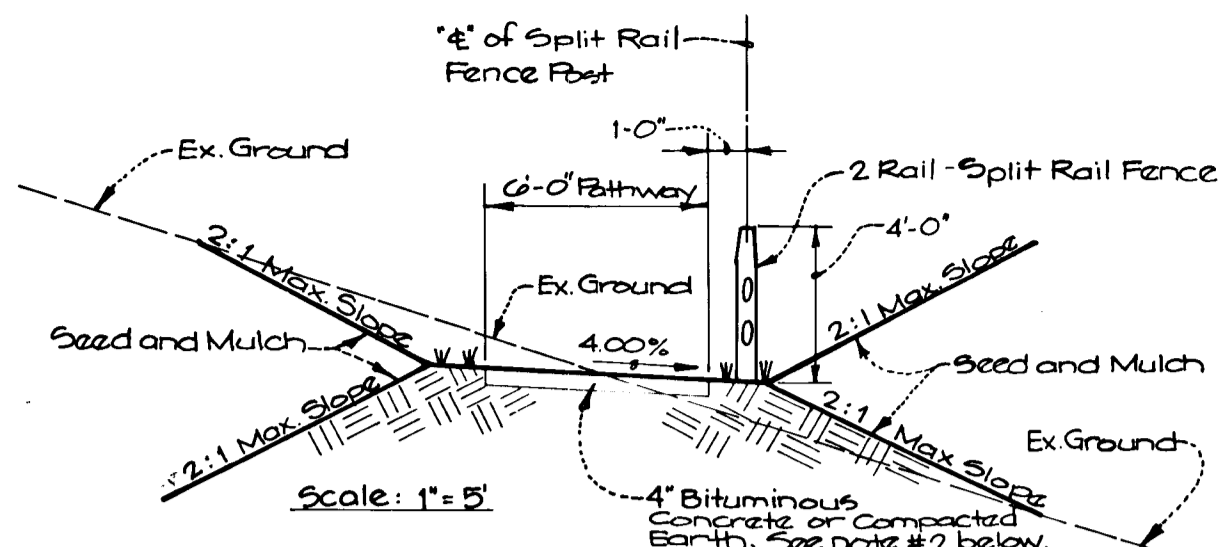 "℄" of Split Rail
Fence Post
1-0"
Ex. Ground
6'-0" Pathway
2 Rail - Split Rail Fence
4'-0"
2:1 Max. Slope
Ex. Ground
2:1 Max. Slope
Seed and Mulch
4.00%
Seed and Mulch
2:1 Max. Slope
2:1 Max Slope
Ex. Ground
Scale: 1" = 5'
4" Bituminous
Concrete or Compacted
Earth. See note #2 below.